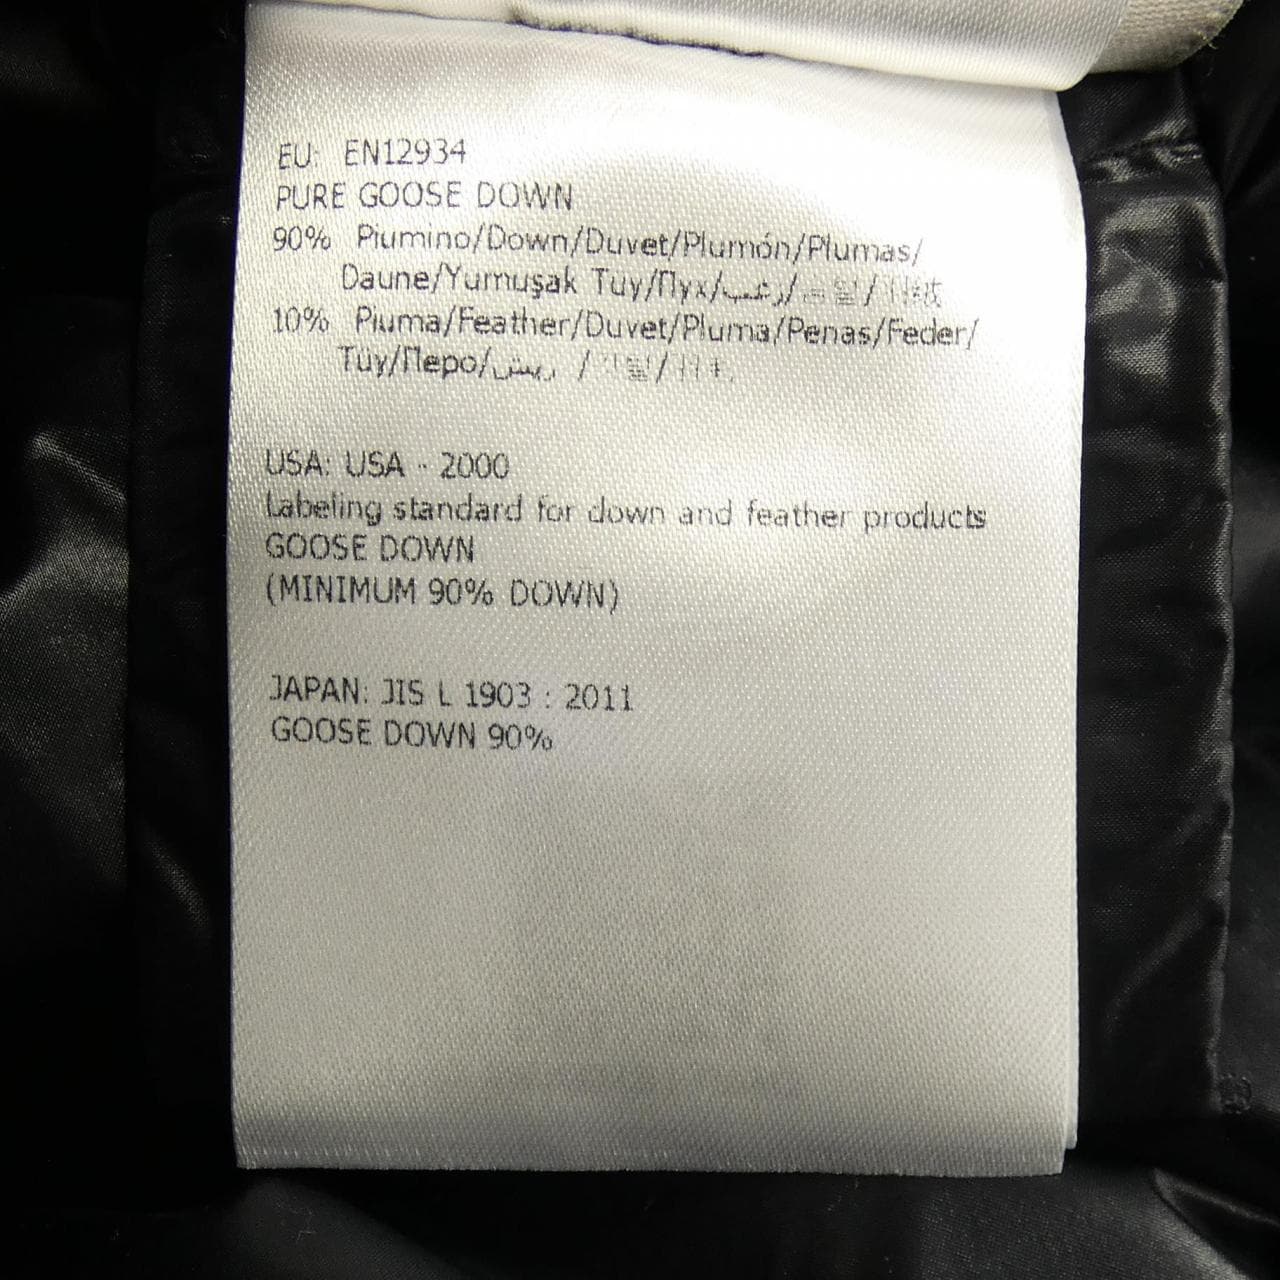 EU: EN12934
PURE GOOSE DOWN
90% Piumino/Down/Duvet/Plumón/Plumas/
Daune/Yumuşak Tüy/Пух/زغب/
10% Piuma/Feather/Duvet/Pluma/Penas/Feder/
Tüy/Перо/ريش/
USA: USA - 2000
Labeling standard for down and feather products
GOOSE DOWN
(MINIMUM 90% DOWN)
JAPAN: JIS L 1903 : 2011
GOOSE DOWN 90%